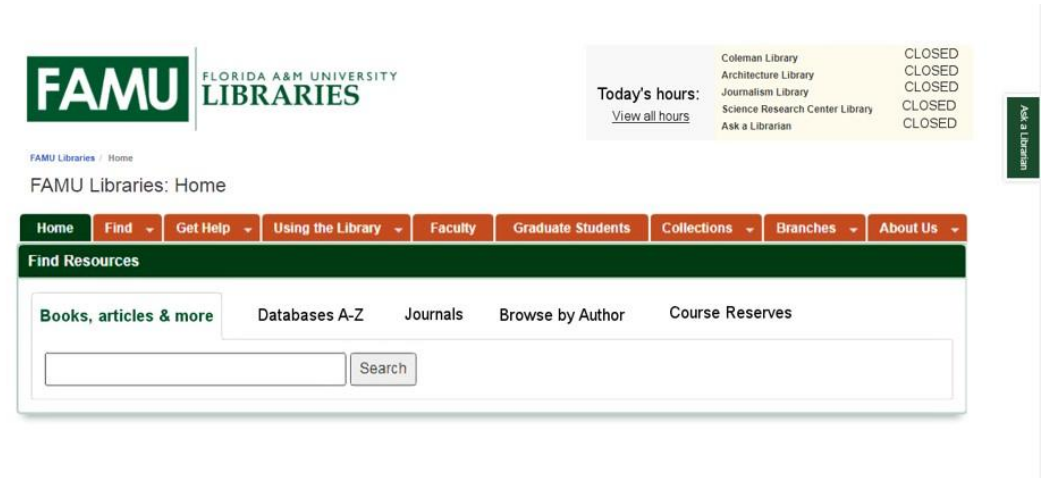 FAMU
FLORIDA A&M UNIVERSITY
LIBRARIES
Today's hours:
View all hours
Coleman Library CLOSED
Architecture Library CLOSED
Journalism Library CLOSED
Science Research Center Library CLOSED
Ask a Librarian CLOSED
Ask a Librarian
FAMU Libraries / Home
FAMU Libraries: Home
Home Find Get Help Using the Library Faculty Graduate Students Collections Branches About Us
Find Resources
Books, articles & more Databases A-Z Journals Browse by Author Course Reserves
Search